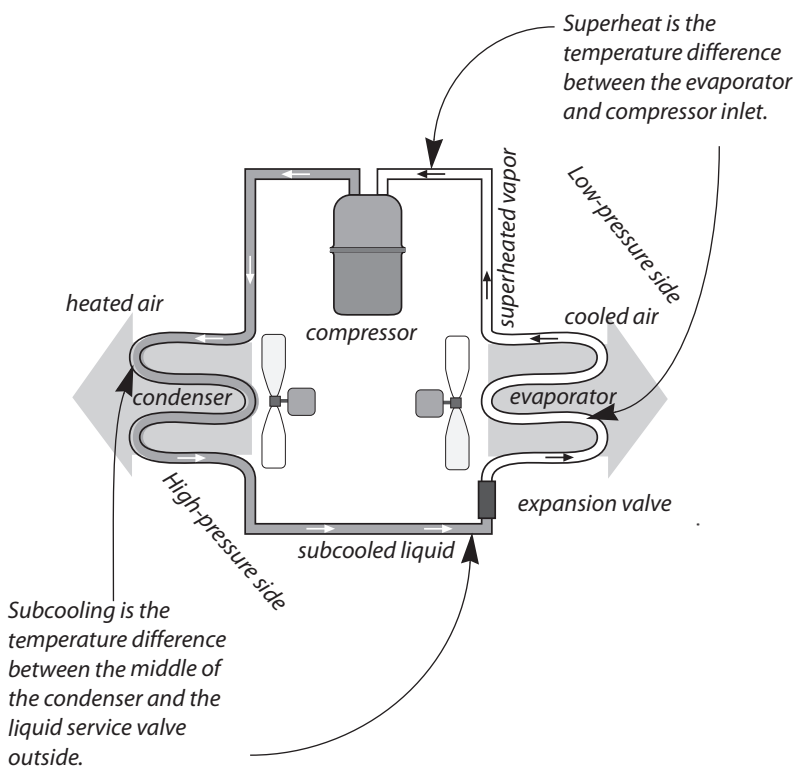 Superheat is the
temperature difference
between the evaporator
and compressor inlet.
superheated vapor
Low-pressure side
heated air
compressor
cooled air
condenser
evaporator
High-pressure side
expansion valve
subcooled liquid
Subcooling is the
temperature difference
between the middle of
the condenser and the
liquid service valve
outside.